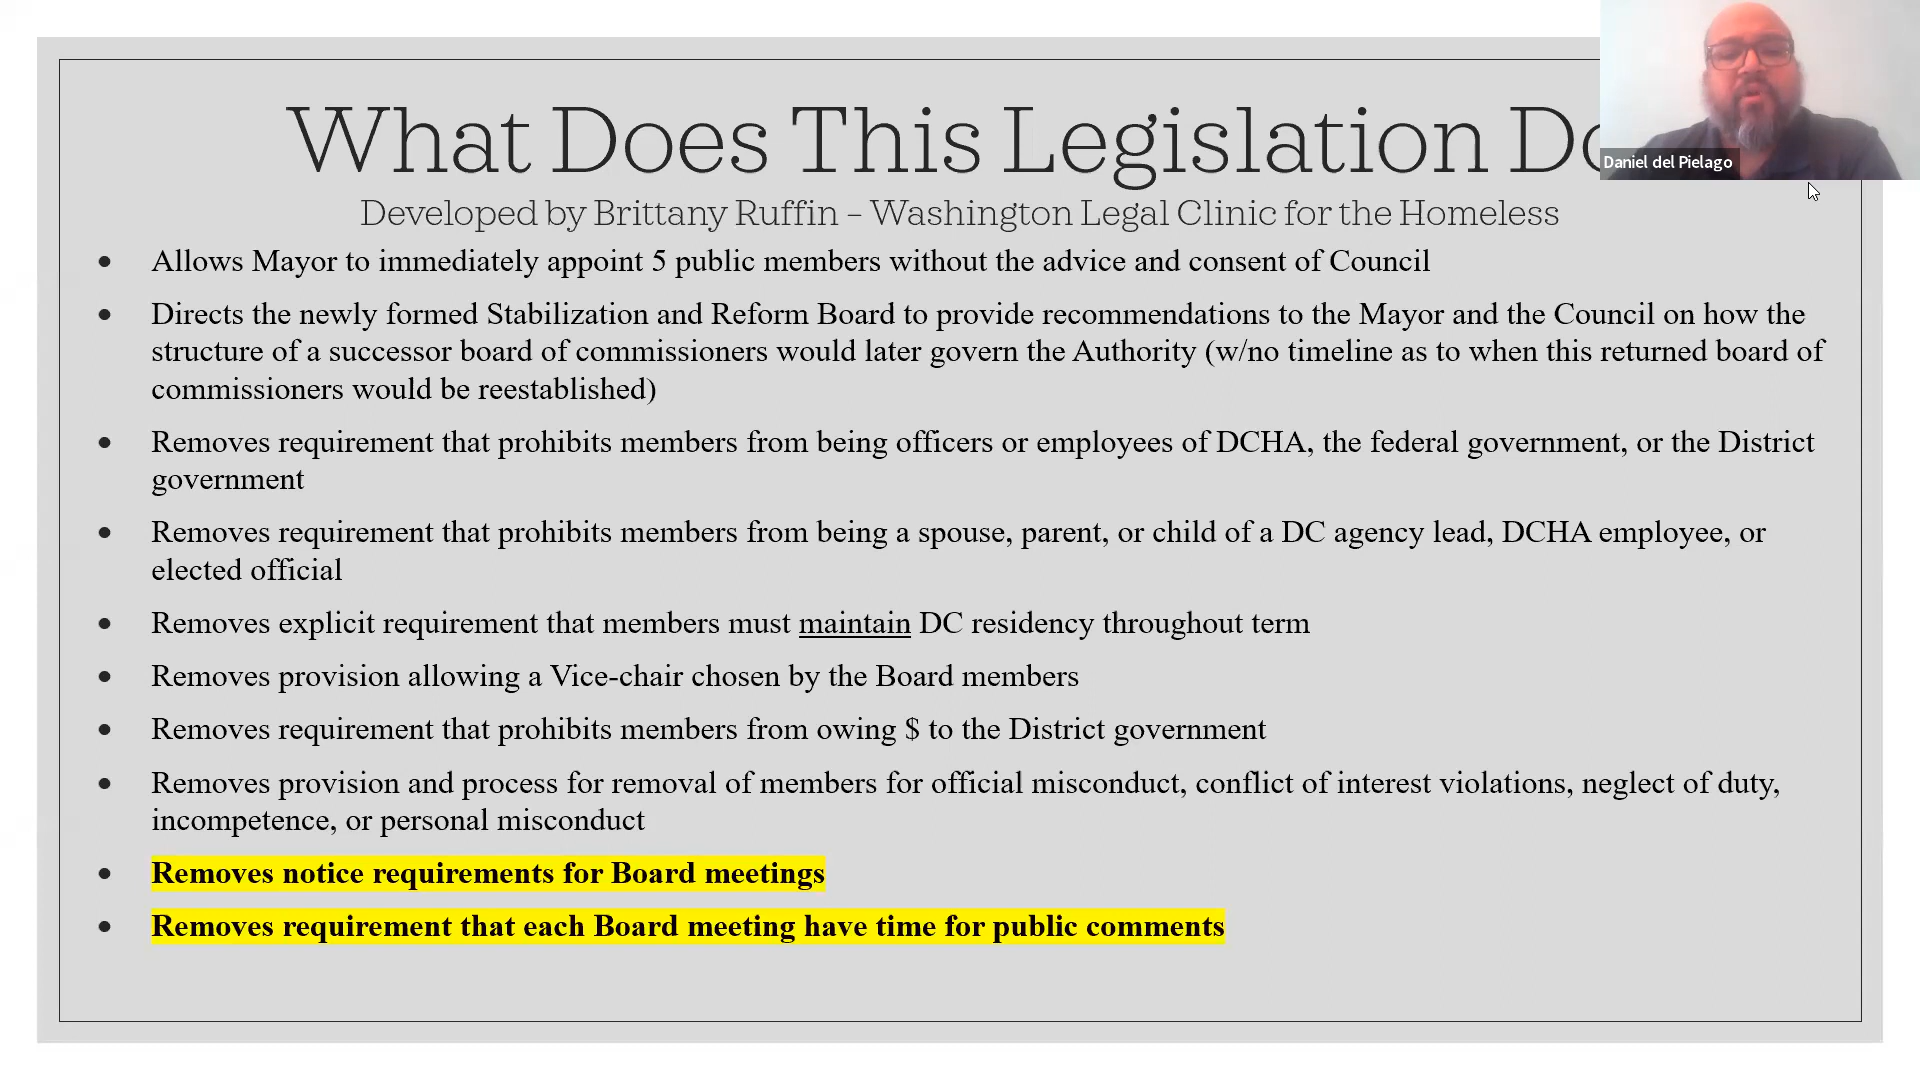 What Does This Legislation Do
Daniel del Pielago
Developed by Brittany Ruffin – Washington Legal Clinic for the Homeless
• Allows Mayor to immediately appoint 5 public members without the advice and consent of Council
• Directs the newly formed Stabilization and Reform Board to provide recommendations to the Mayor and the Council on how the
structure of a successor board of commissioners would later govern the Authority (w/no timeline as to when this returned board of
commissioners would be reestablished)
• Removes requirement that prohibits members from being officers or employees of DCHA, the federal government, or the District
government
• Removes requirement that prohibits members from being a spouse, parent, or child of a DC agency lead, DCHA employee, or
elected official
• Removes explicit requirement that members must maintain DC residency throughout term
• Removes provision allowing a Vice-chair chosen by the Board members
• Removes requirement that prohibits members from owing $ to the District government
• Removes provision and process for removal of members for official misconduct, conflict of interest violations, neglect of duty,
incompetence, or personal misconduct
• Removes notice requirements for Board meetings
• Removes requirement that each Board meeting have time for public comments